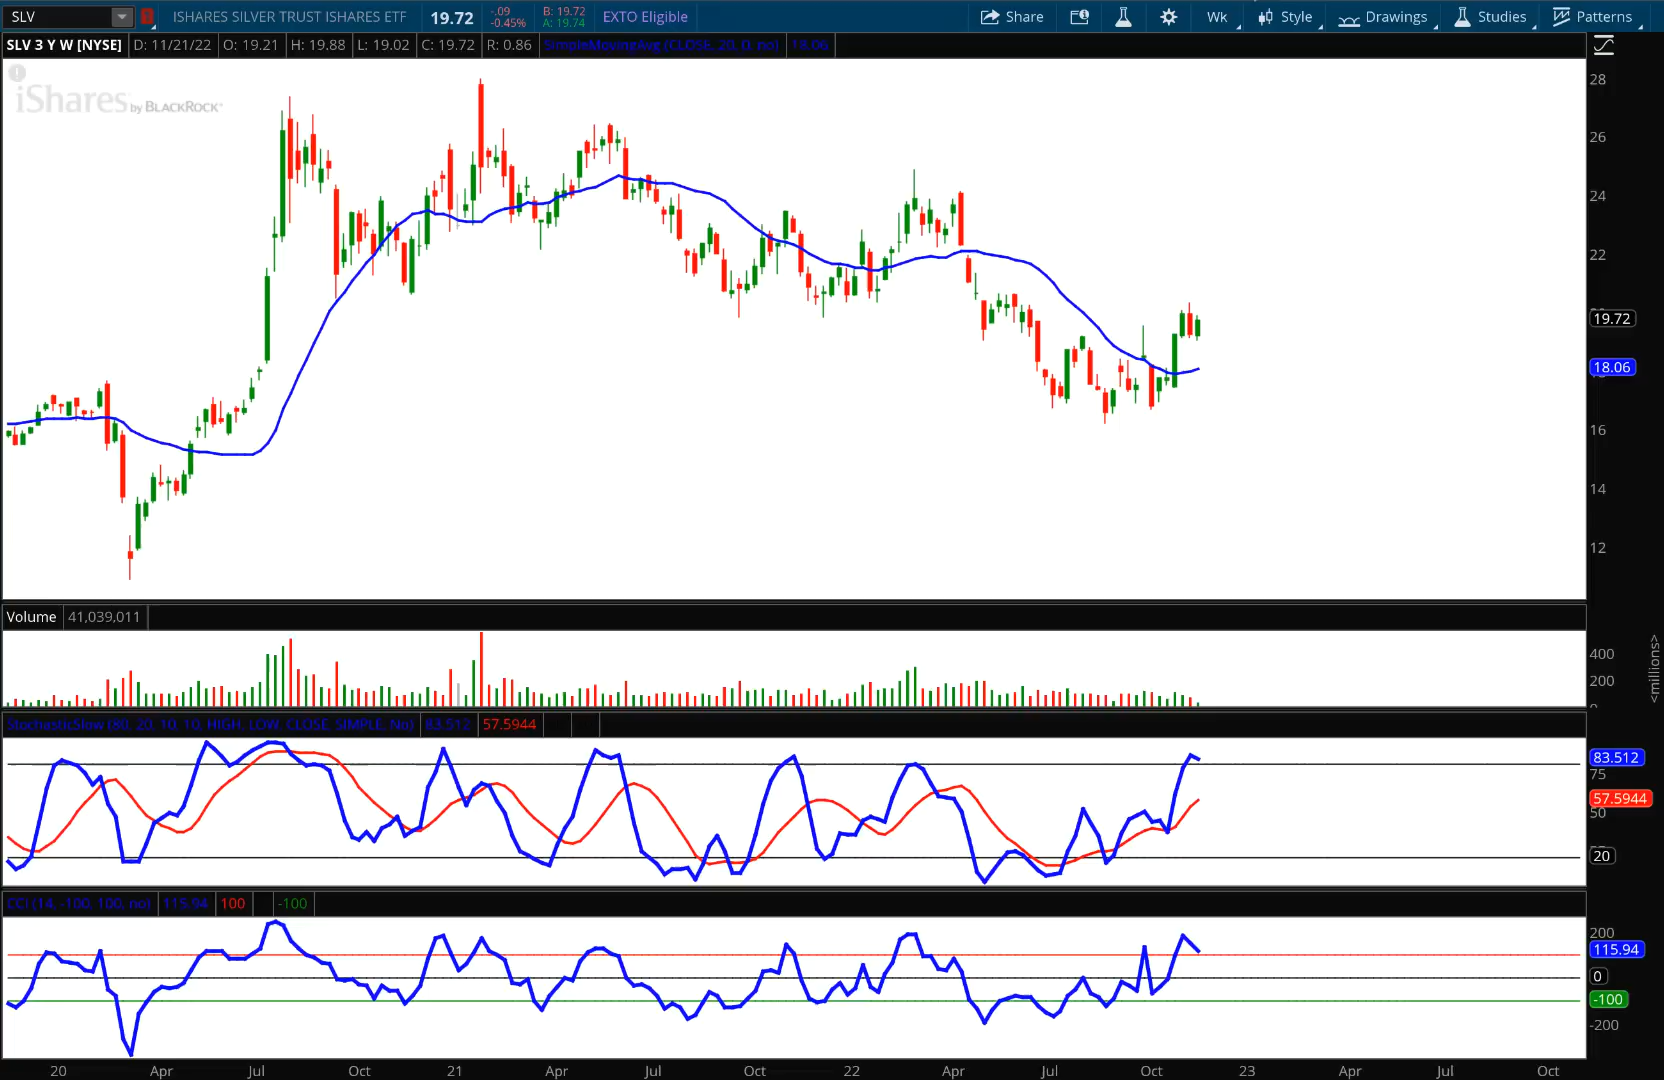 SLV ISHARES SILVER TRUST ISHARES ETF 19.72 -.09 -0.45% B: 19.72 A: 19.74 EXTO Eligible Share Wk Style Drawings Studies Patterns
SLV 3 Y W [NYSE] D: 11/21/22 O: 19.21 H: 19.88 L: 19.02 C: 19.72 R: 0.86 SimpleMovingAvg (CLOSE, 20, 0, no) 18.06
iShares by BLACKROCK®
28
26
24
22
19.72
18.06
16
14
12
Volume 41,039,011
400
200
<millions>
StochasticSlow (80, 20, 10, 10, HIGH, LOW, CLOSE, SIMPLE, No) 83.512 57.5944
83.512
75
57.5944
50
20
CCI (14, -100, 100, no) 115.94 100 -100
200
115.94
0
-100
-200
20 Apr Jul Oct 21 Apr Jul Oct 22 Apr Jul Oct 23 Apr Jul Oct